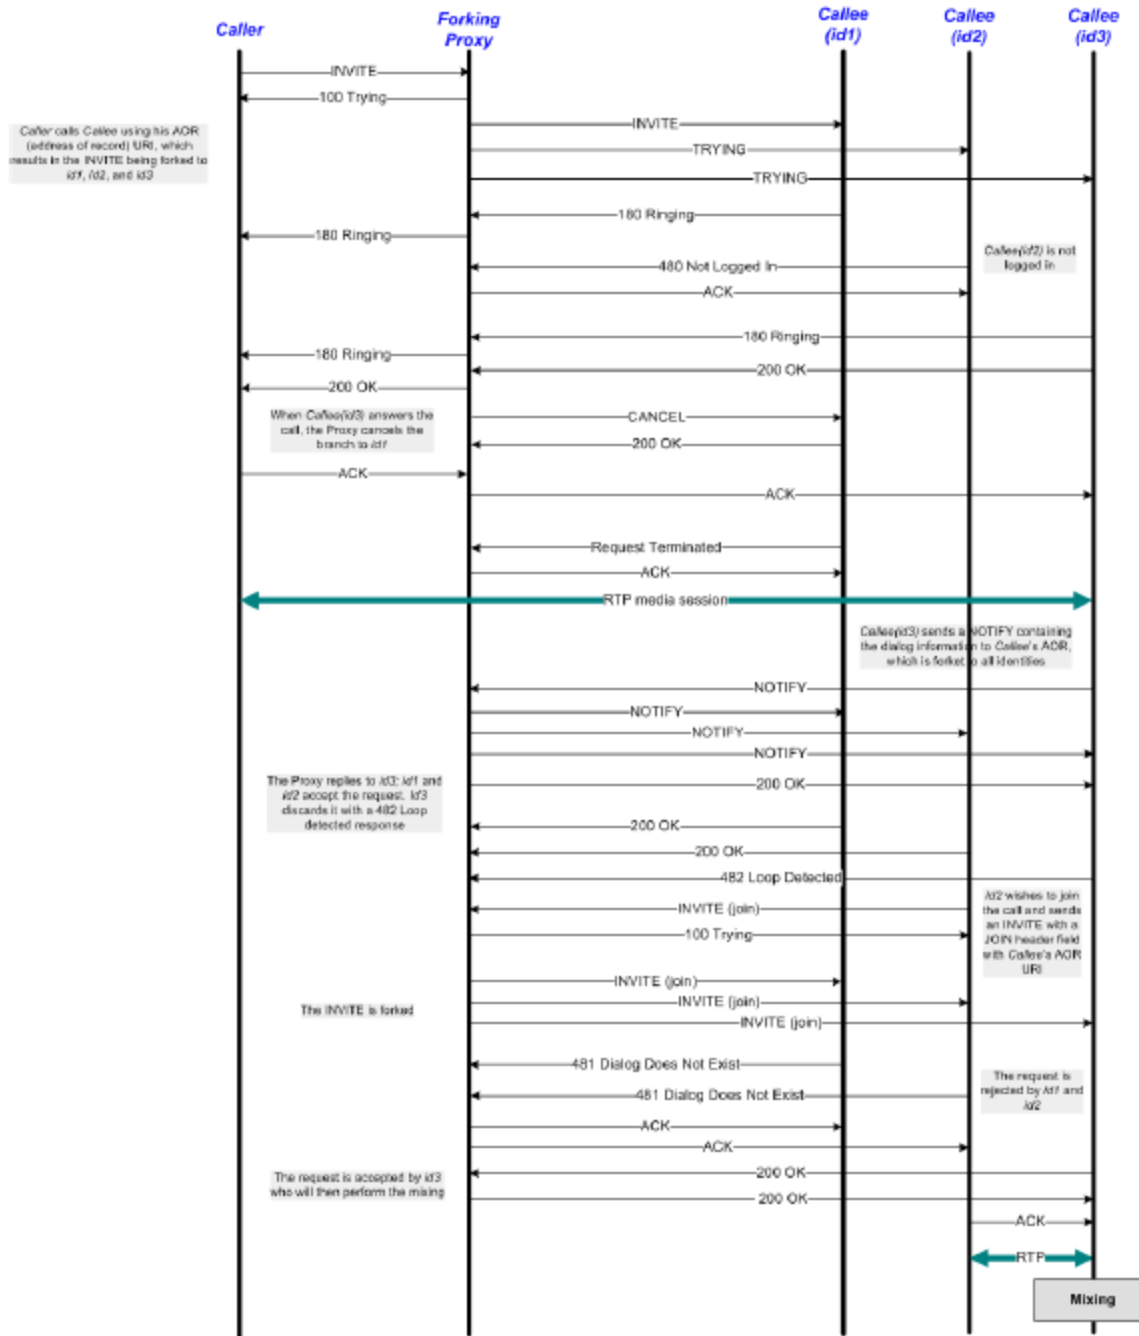 Caller
Forking
Proxy
Callee
(id1)
Callee
(id2)
Callee
(id3)
INVITE
100 Trying
INVITE
Caller calls Callee using his AOR
(address of record) URI, which
results in the INVITE being forked to
id1, id2, and id3
TRYING
TRYING
180 Ringing
180 Ringing
Callee(id2) is not
logged in
480 Not Logged In
ACK
180 Ringing
180 Ringing
200 OK
200 OK
When Callee(id3) answers the
call, the Proxy cancels the
branch to id1
CANCEL
200 OK
ACK
ACK
Request Terminated
ACK
RTP media session
Callee(id3) sends a NOTIFY containing
the dialog information to Callee's AOR,
which is forket o all identities
NOTIFY
NOTIFY
NOTIFY
NOTIFY
The Proxy replies to id3; id1 and
id2 accept the request. id3
discards it with a 482 Loop
detected response
200 OK
200 OK
200 OK
482 Loop Detected
id2 wishes to join
the call and sends
an INVITE with a
JOIN header field
with Callee's AOR
URI
INVITE (join)
100 Trying
INVITE (join)
The INVITE is forked
INVITE (join)
INVITE (join)
481 Dialog Does Not Exist
The request is
rejected by id1 and
id2
481 Dialog Does Not Exist
ACK
ACK
The request is accepted by id3
who will then perform the mixing
200 OK
200 OK
ACK
RTP
Mixing